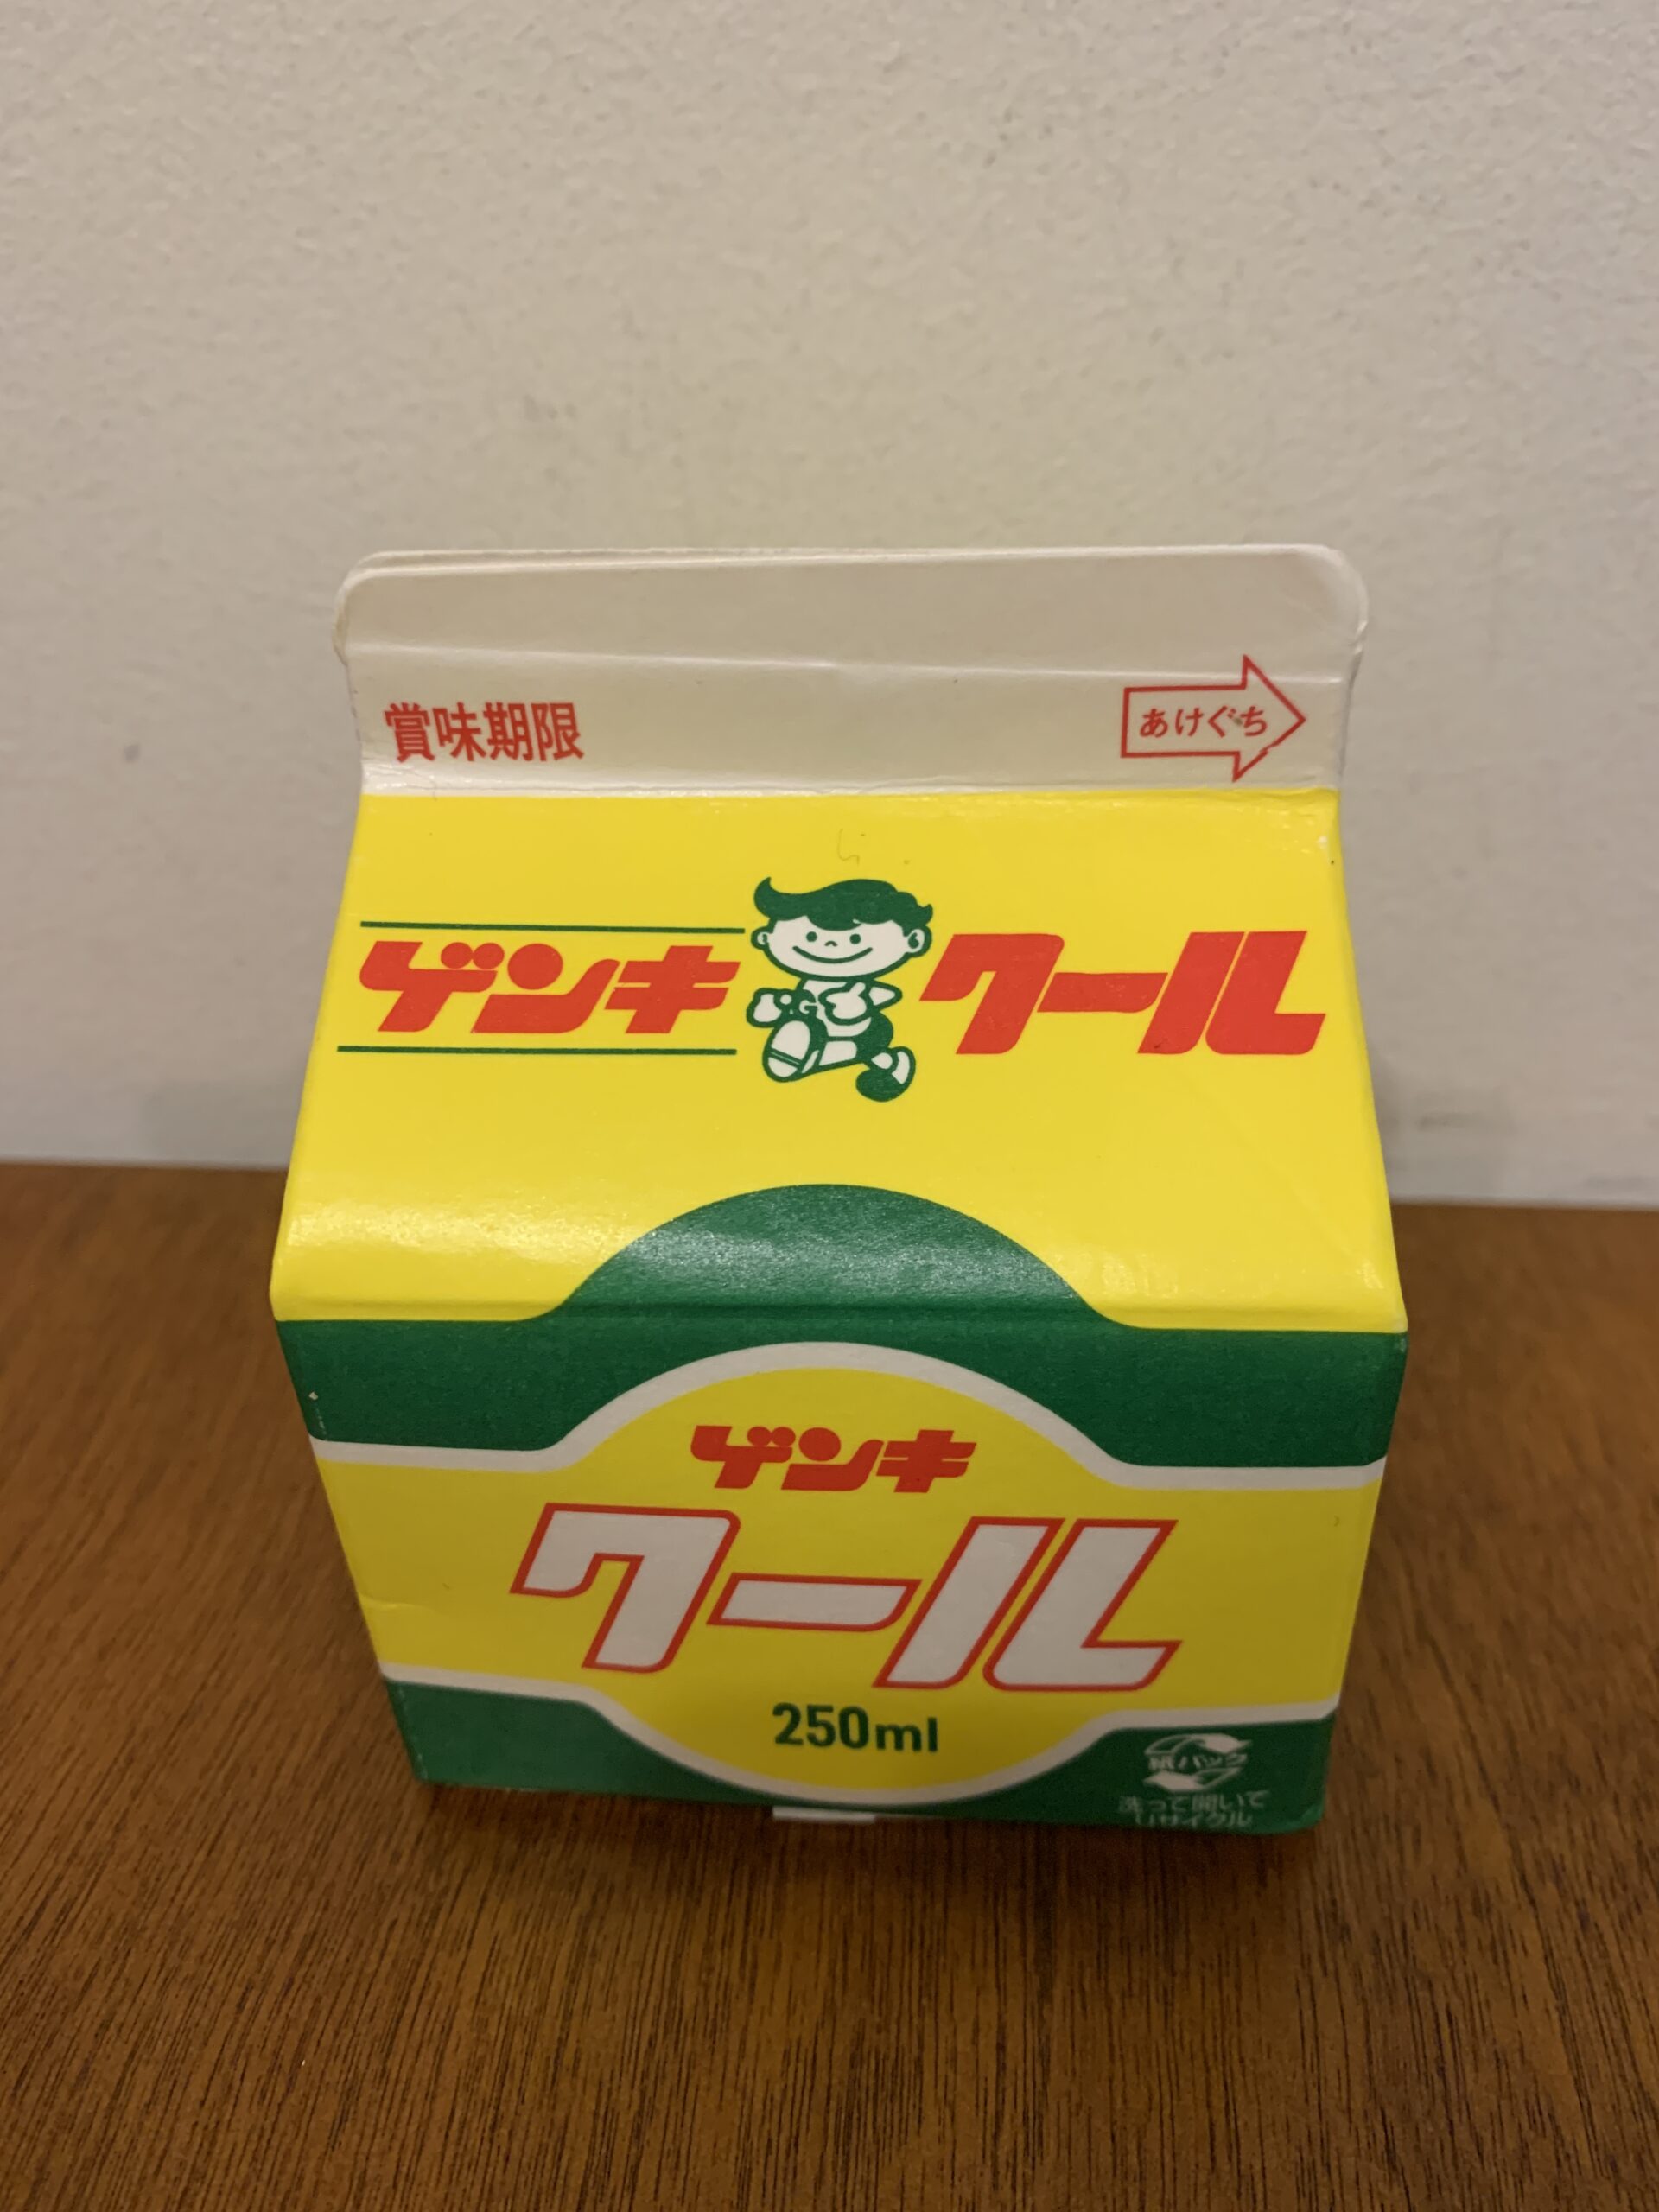 賞味期限
あけぐち
ゲンキ クール
ゲンキ
クール
250ml
紙パック
洗って開いて
リサイクル